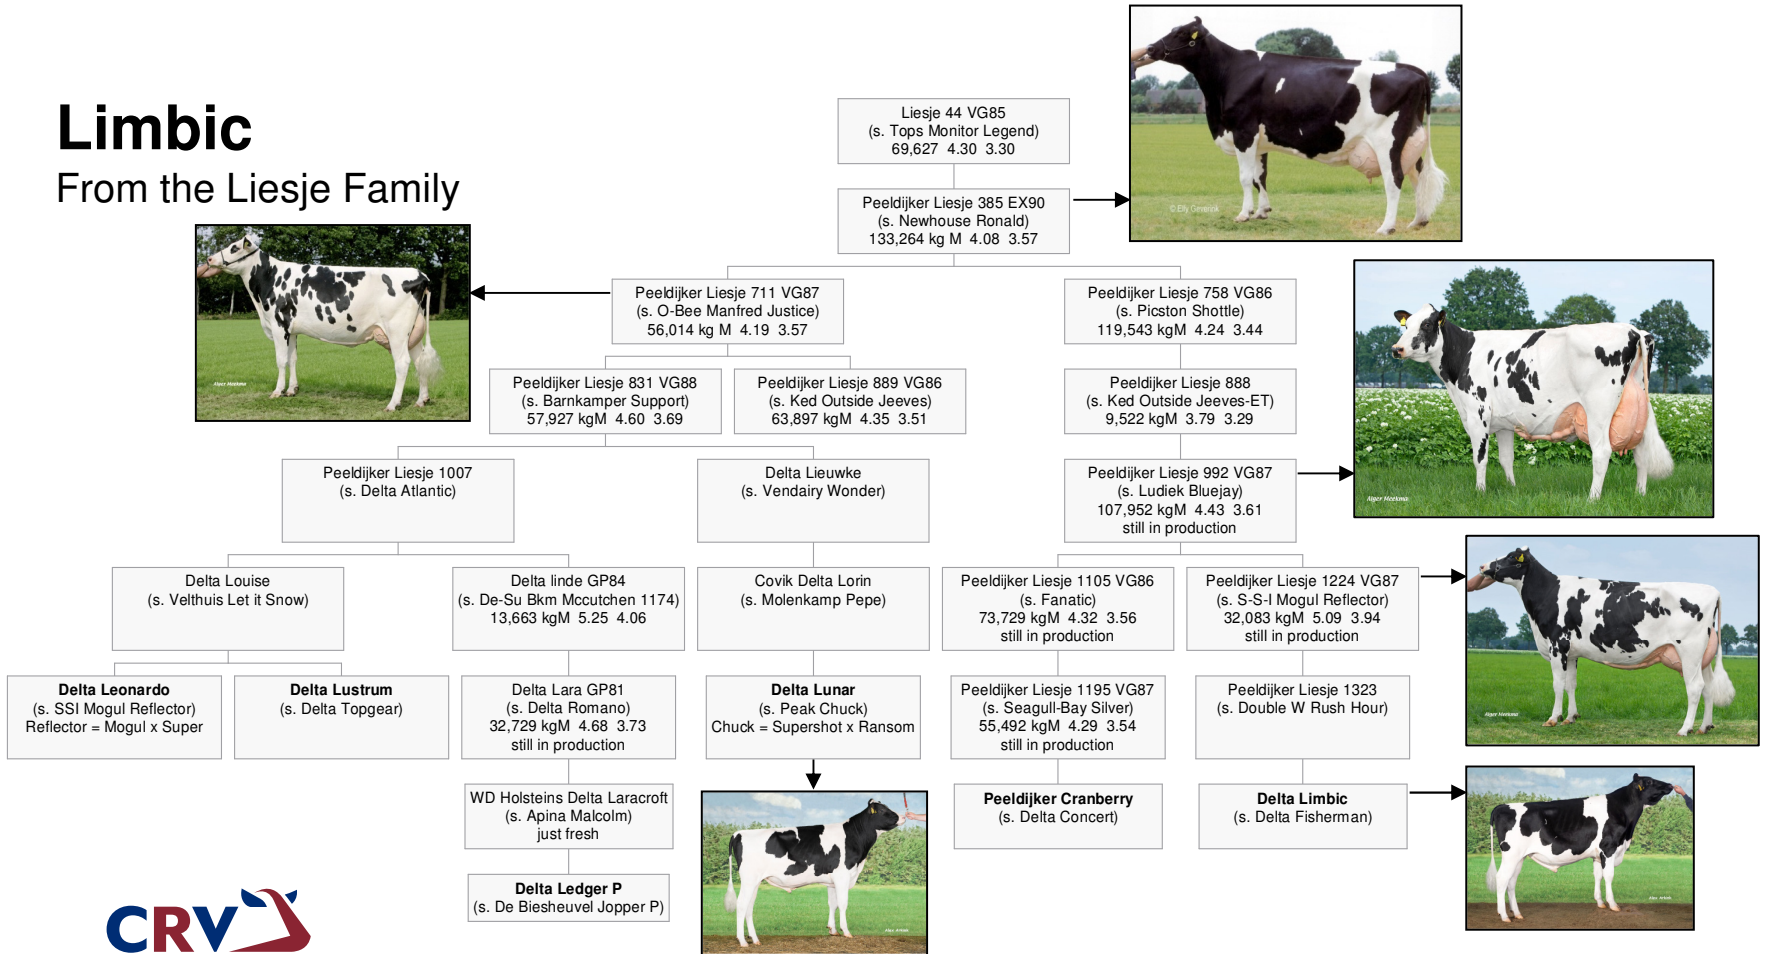 Limbic
From the Liesje Family
Liesje 44 VG85
(s. Tops Monitor Legend)
69,627  4.30  3.30
Peeldijker Liesje 385 EX90
(s. Newhouse Ronald)
133,264 kg M  4.08  3.57
©Elly Geverink
Peeldijker Liesje 711 VG87
(s. O-Bee Manfred Justice)
56,014 kg M  4.19  3.57
Peeldijker Liesje 758 VG86
(s. Picston Shottle)
119,543 kgM  4.24  3.44
Alger Meekma
Peeldijker Liesje 831 VG88
(s. Barnkamper Support)
57,927 kgM  4.60  3.69
Peeldijker Liesje 889 VG86
(s. Ked Outside Jeeves)
63,897 kgM  4.35  3.51
Peeldijker Liesje 888
(s. Ked Outside Jeeves-ET)
9,522 kgM  3.79  3.29
Peeldijker Liesje 1007
(s. Delta Atlantic)
Delta Lieuwke
(s. Vendairy Wonder)
Peeldijker Liesje 992 VG87
(s. Ludiek Bluejay)
107,952 kgM  4.43  3.61
still in production
Alger Meekma
Delta Louise
(s. Velthuis Let it Snow)
Delta linde GP84
(s. De-Su Bkm Mccutchen 1174)
13,663 kgM  5.25  4.06
Covik Delta Lorin
(s. Molenkamp Pepe)
Peeldijker Liesje 1105 VG86
(s. Fanatic)
73,729 kgM  4.32  3.56
still in production
Peeldijker Liesje 1224 VG87
(s. S-S-I Mogul Reflector)
32,083 kgM  5.09  3.94
still in production
Alger Meekma
Delta Leonardo
(s. SSI Mogul Reflector)
Reflector = Mogul x Super
Delta Lustrum
(s. Delta Topgear)
Delta Lara GP81
(s. Delta Romano)
32,729 kgM  4.68  3.73
still in production
Delta Lunar
(s. Peak Chuck)
Chuck = Supershot x Ransom
Peeldijker Liesje 1195 VG87
(s. Seagull-Bay Silver)
55,492 kgM  4.29  3.54
still in production
Peeldijker Liesje 1323
(s. Double W Rush Hour)
WD Holsteins Delta Laracroft
(s. Apina Malcolm)
just fresh
Peeldijker Cranberry
(s. Delta Concert)
Delta Limbic
(s. Delta Fisherman)
Delta Ledger P
(s. De Biesheuvel Jopper P)
CRV